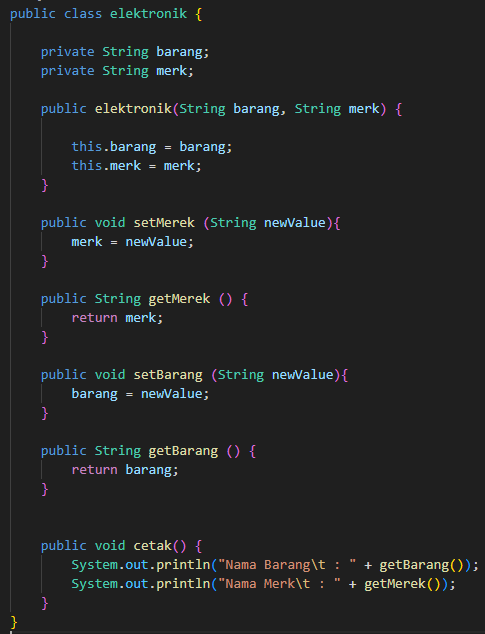 public class elektronik {
private String barang;
private String merk;
public elektronik(String barang, String merk) {
this.barang = barang;
this.merk = merk;
}
public void setMerek (String newValue){
merk = newValue;
}
public String getMerek () {
return merk;
}
public void setBarang (String newValue){
barang = newValue;
}
public String getBarang () {
return barang;
}
public void cetak() {
System.out.println("Nama Barang\t : " + getBarang());
System.out.println("Nama Merk\t : " + getMerek());
}
}